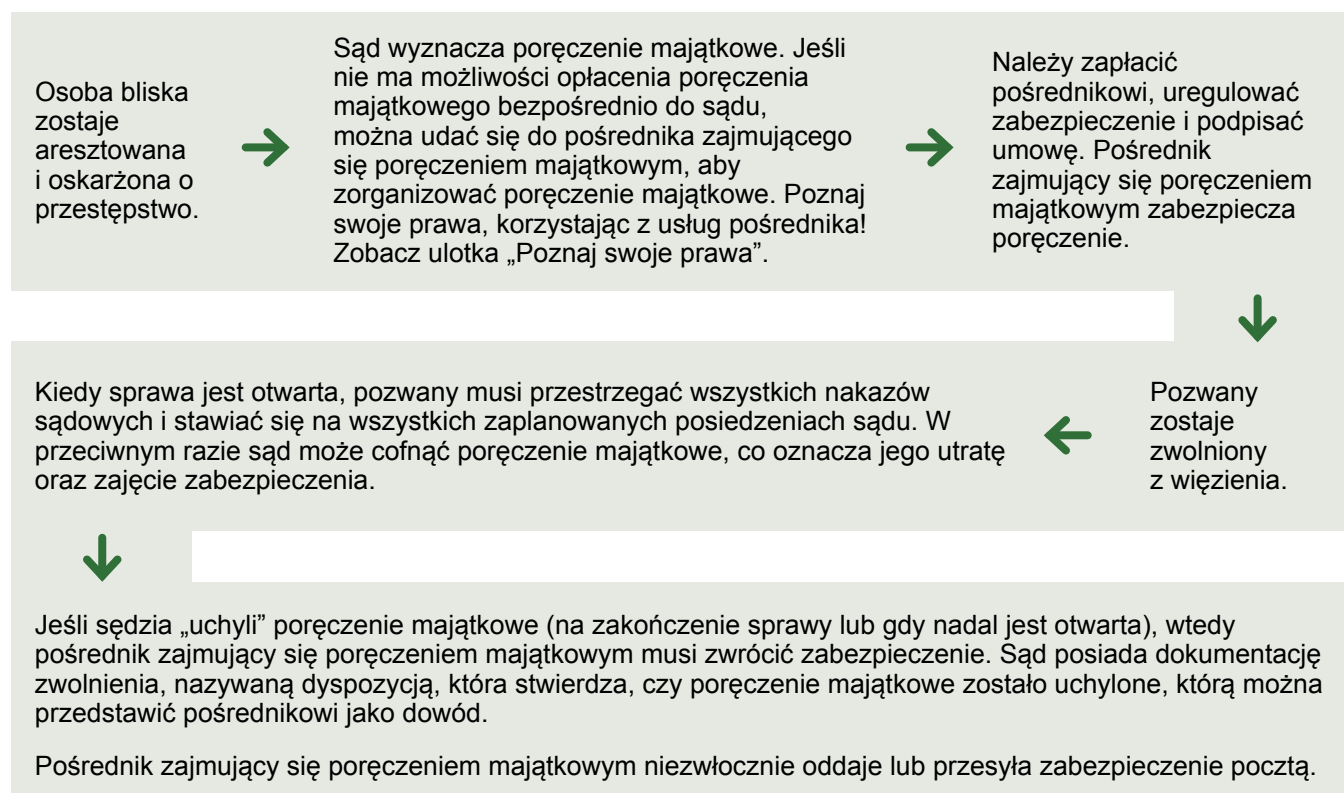 Osoba bliska
zostaje
aresztowana
i oskarżona o
przestępstwo.
Sąd wyznacza poręczenie majątkowe. Jeśli
nie ma możliwości opłacenia poręczenia
majątkowego bezpośrednio do sądu,
można udać się do pośrednika zajmującego
się poręczeniem majątkowym, aby
zorganizować poręczenie majątkowe. Poznaj
swoje prawa, korzystając z usług pośrednika!
Zobacz ulotka „Poznaj swoje prawa”.
Należy zapłacić
pośrednikowi, uregulować
zabezpieczenie i podpisać
umowę. Pośrednik
zajmujący się poręczeniem
majątkowym zabezpiecza
poręczenie.
Pozwany
zostaje
zwolniony
z więzienia.
Kiedy sprawa jest otwarta, pozwany musi przestrzegać wszystkich nakazów
sądowych i stawiać się na wszystkich zaplanowanych posiedzeniach sądu. W
przeciwnym razie sąd może cofnąć poręczenie majątkowe, co oznacza jego utratę
oraz zajęcie zabezpieczenia.
Jeśli sędzia „uchyli” poręczenie majątkowe (na zakończenie sprawy lub gdy nadal jest otwarta), wtedy
pośrednik zajmujący się poręczeniem majątkowym musi zwrócić zabezpieczenie. Sąd posiada dokumentację
zwolnienia, nazywaną dyspozycją, która stwierdza, czy poręczenie majątkowe zostało uchylone, którą można
przedstawić pośrednikowi jako dowód.
Pośrednik zajmujący się poręczeniem majątkowym niezwłocznie oddaje lub przesyła zabezpieczenie pocztą.